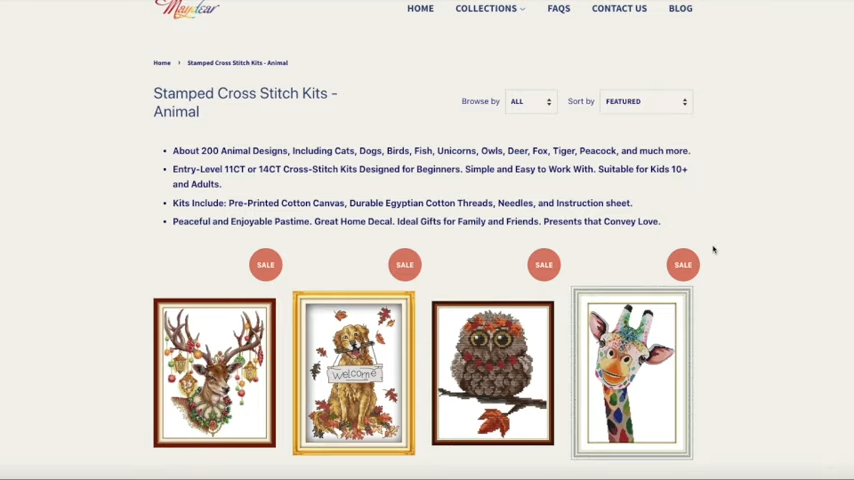 Maydear
HOME COLLECTIONS FAQS CONTACT US BLOG
Home › Stamped Cross Stitch Kits - Animal
Stamped Cross Stitch Kits -
Animal
Browse by ALL Sort by FEATURED
• About 200 Animal Designs, Including Cats, Dogs, Birds, Fish, Unicorns, Owls, Deer, Fox, Tiger, Peacock, and much more.
• Entry-Level 11CT or 14CT Cross-Stitch Kits Designed for Beginners. Simple and Easy to Work With. Suitable for Kids 10+
and Adults.
• Kits Include: Pre-Printed Cotton Canvas, Durable Egyptian Cotton Threads, Needles, and Instruction sheet.
• Peaceful and Enjoyable Pastime. Great Home Decal. Ideal Gifts for Family and Friends. Presents that Convey Love.
SALE SALE SALE SALE
welcome